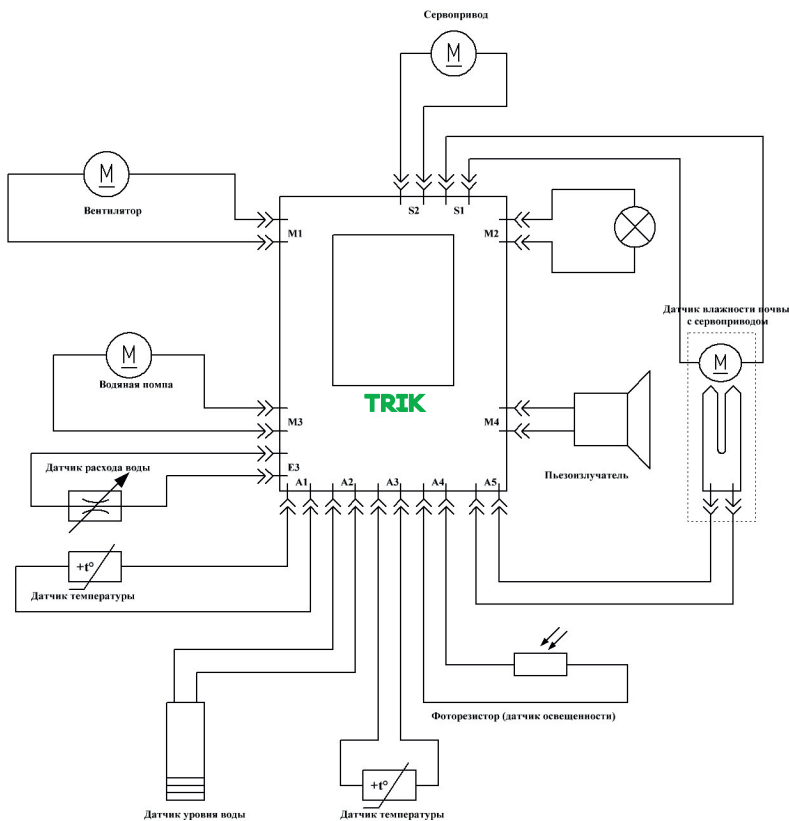 Сервопривод
M
M
Вентилятор
S2
S1
M1
M2
Датчик влажности почвы
с сервоприводом
M
M
Водяная помпа
TRIK
M3
M4
Датчик расхода воды
E3
Пьезоизлучатель
A1
A2
A3
A4
A5
+t°
Датчик температуры
Фоторезистор (датчик освещенности)
+t°
Датчик уровня воды
Датчик температуры